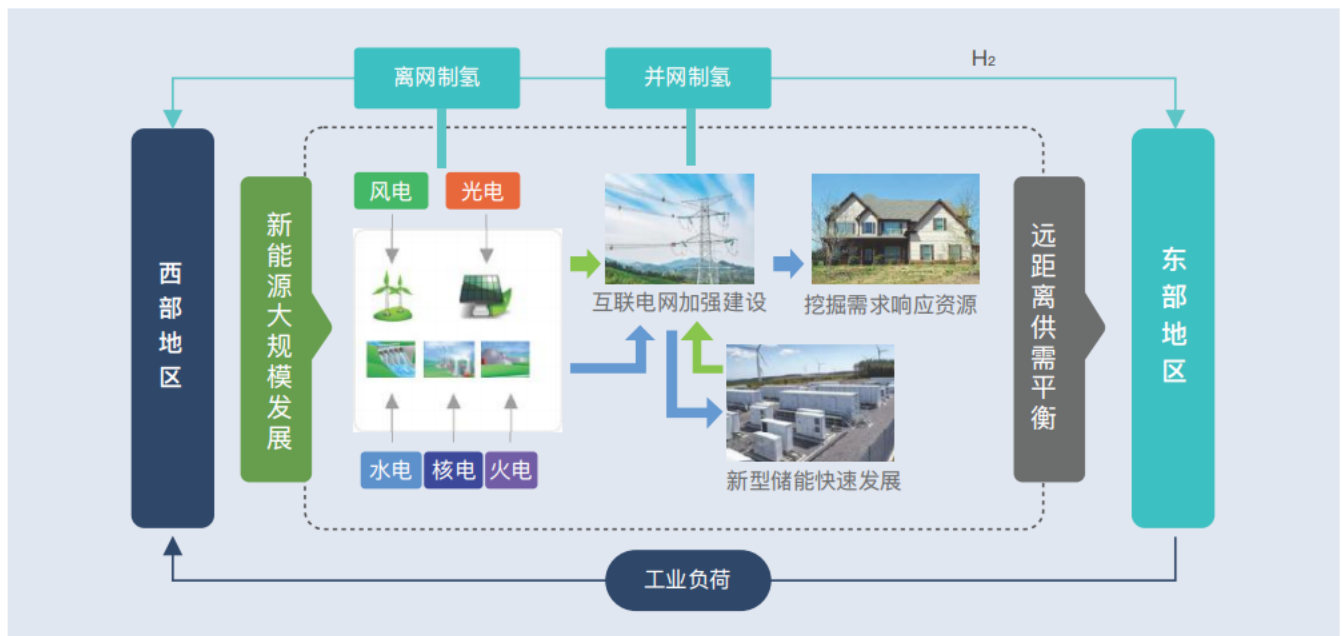 离网制氢
并网制氢
H₂
西部地区
新能源大规模发展
风电
光电
水电
核电
火电
互联电网加强建设
挖掘需求响应资源
新型储能快速发展
远距离供需平衡
东部地区
工业负荷